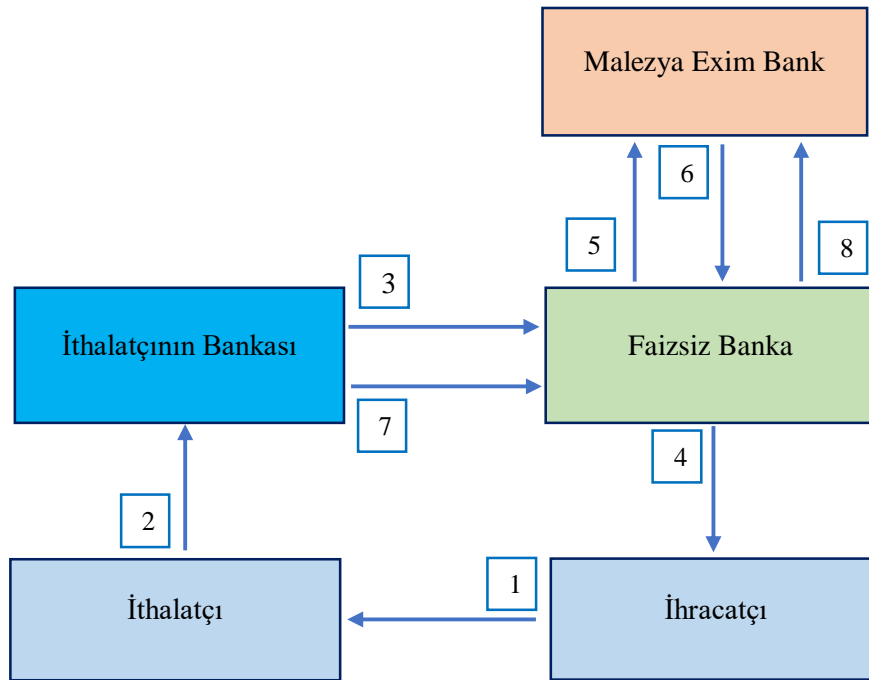 Malezya Exim Bank
6
5
8
3
İthalatçının Bankası
Faizsiz Banka
7
4
2
1
İthalatçı
İhracatçı